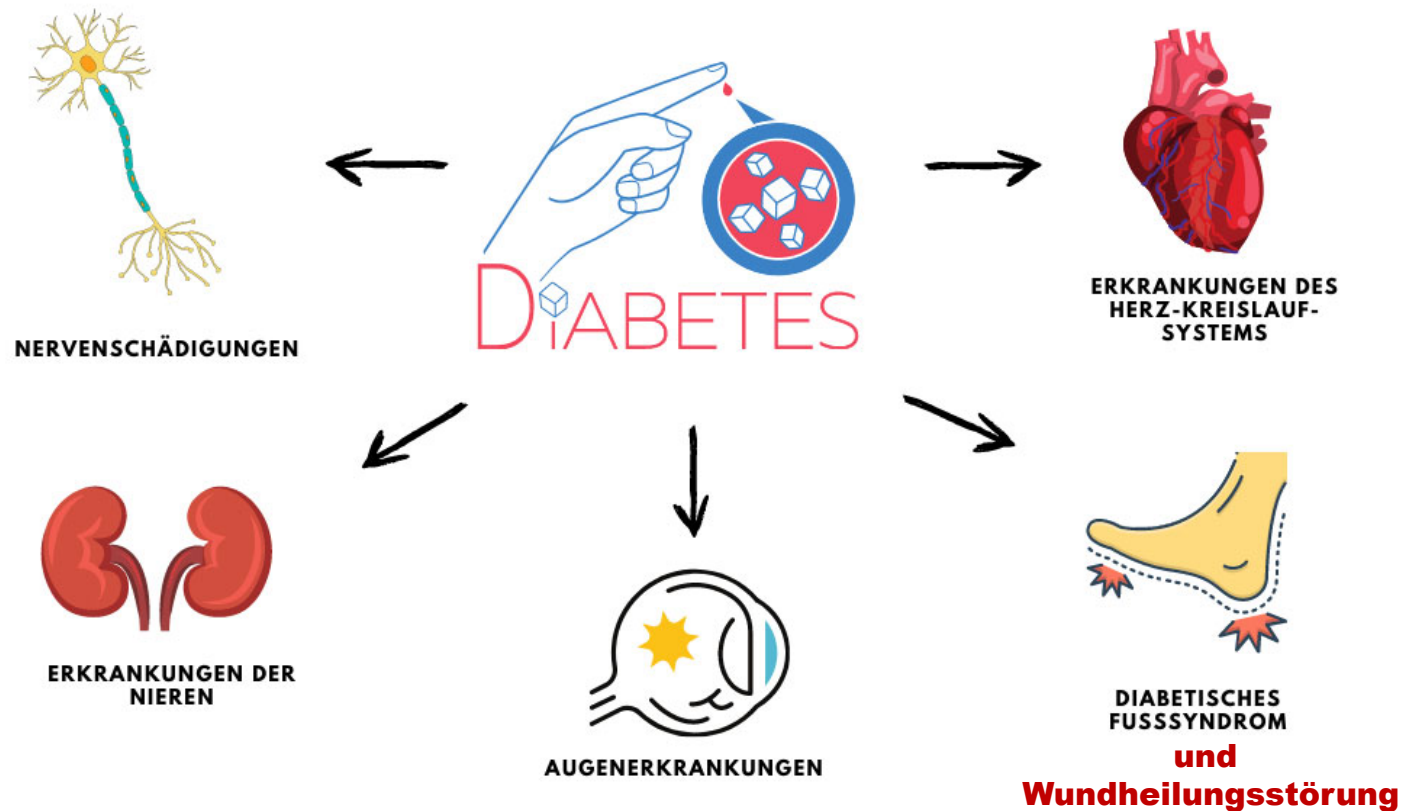 DiABETES
NERVENSCHÄDIGUNGEN
ERKRANKUNGEN DES
HERZ-KREISLAUF-
SYSTEMS
ERKRANKUNGEN DER
NIEREN
AUGENERKRANKUNGEN
DIABETISCHES
FUSSSYNDROM
und
Wundheilungsstörung